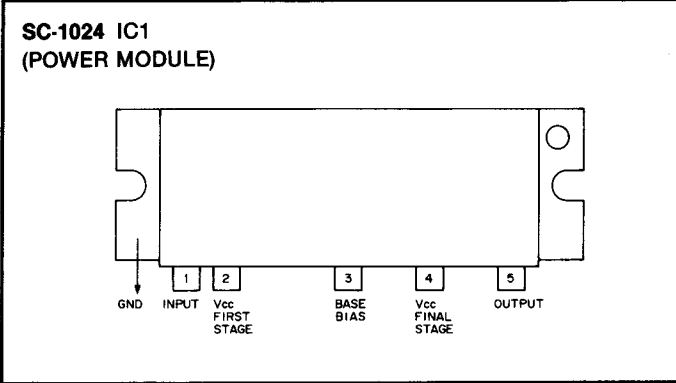 SC-1024 IC1
(POWER MODULE)
1 2 3 4 5
GND INPUT Vcc FIRST STAGE BASE BIAS Vcc FINAL STAGE OUTPUT